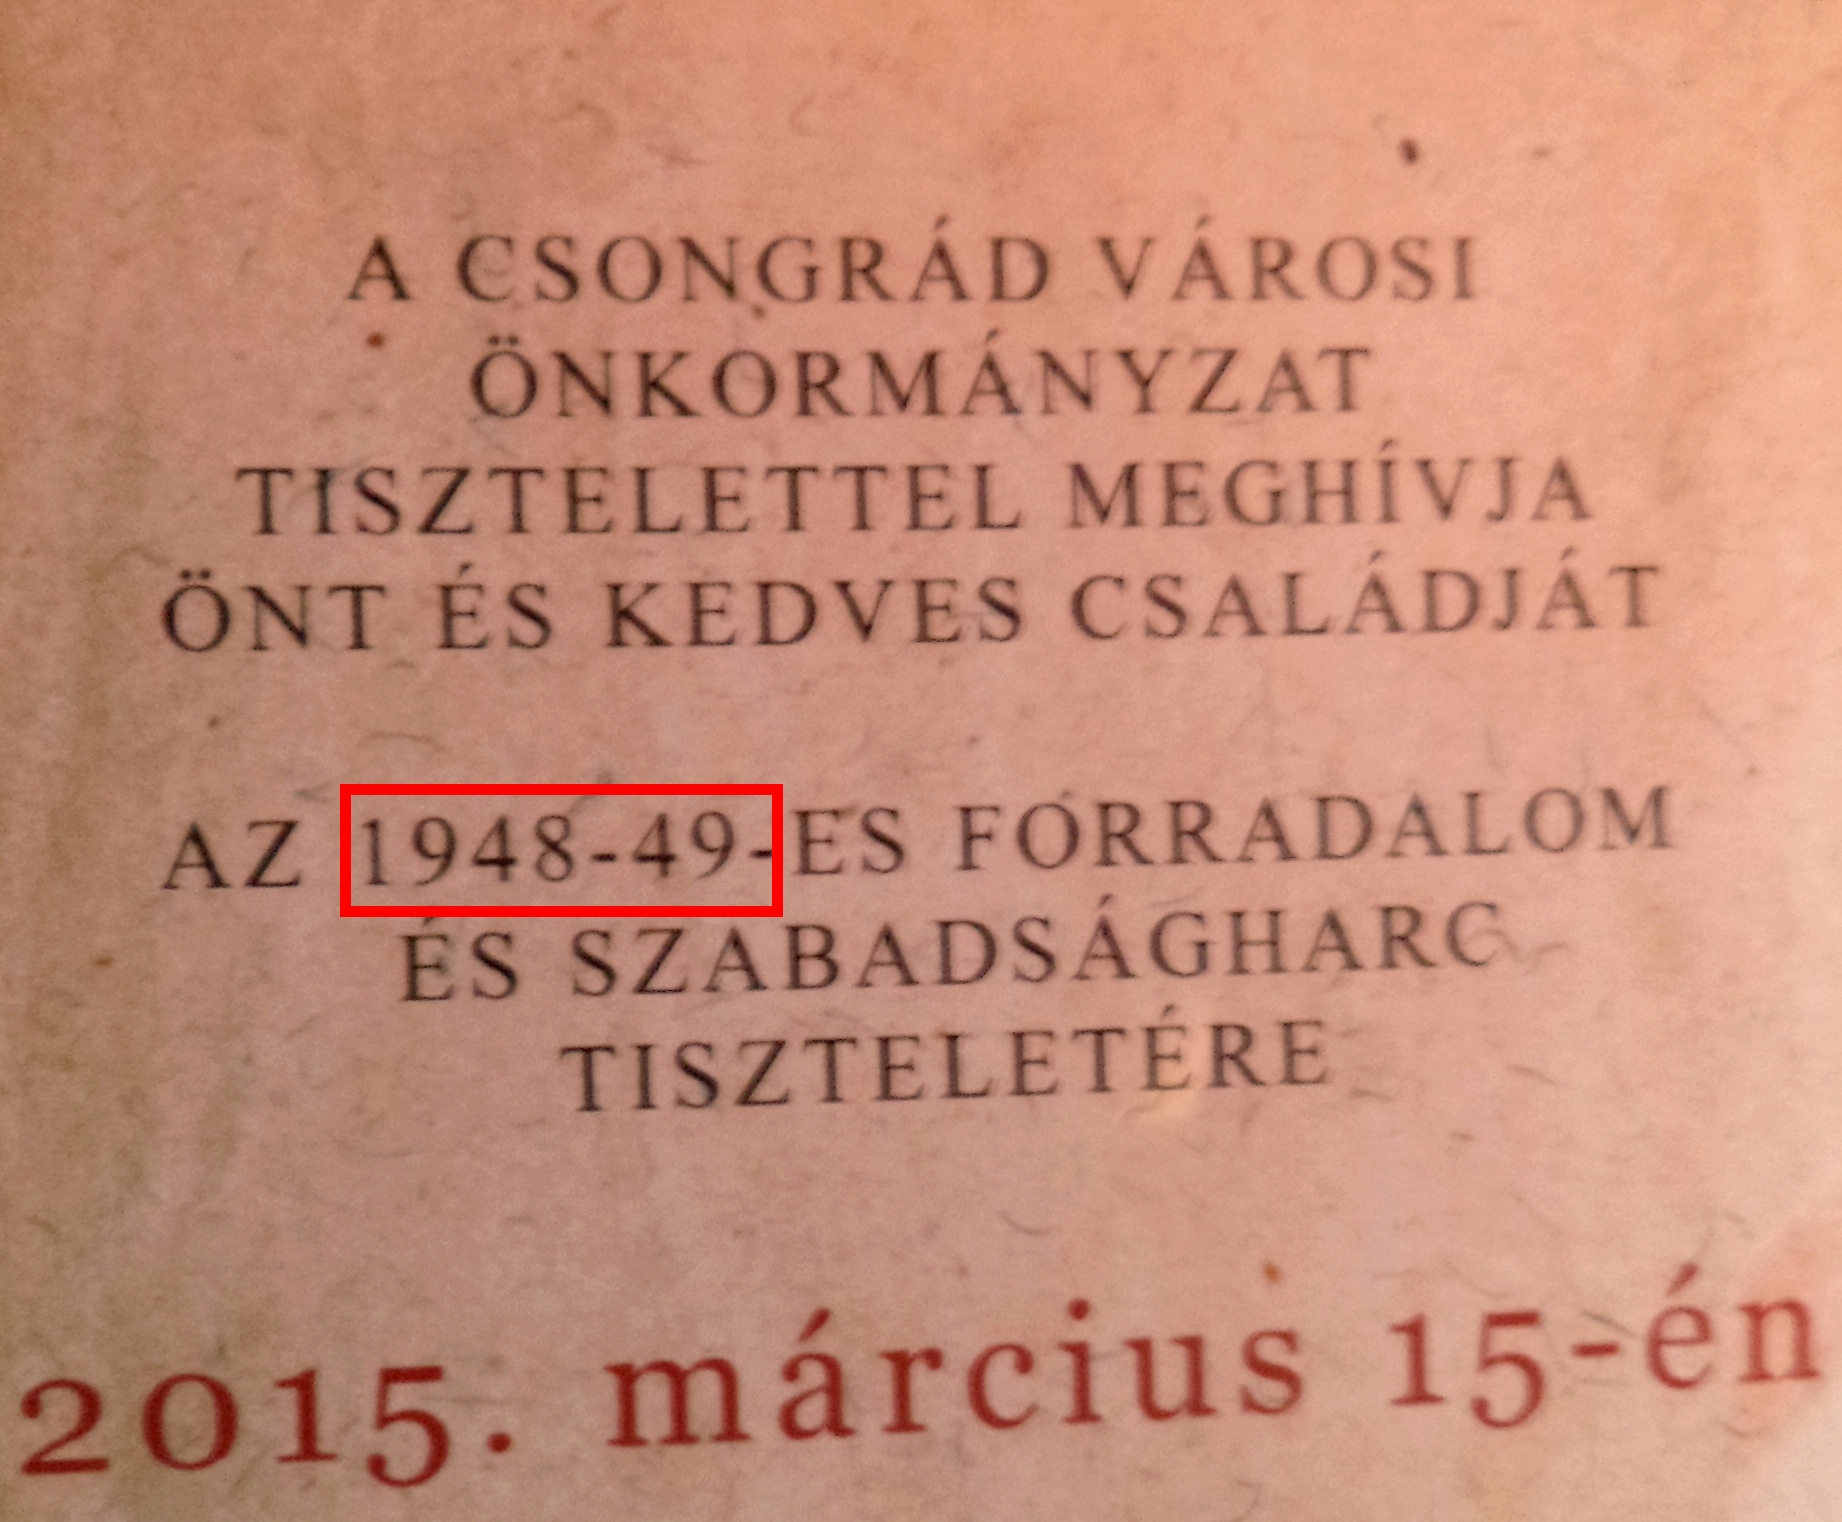 A CSONGRÁD VÁROSI
ÖNKORMÁNYZAT
TISZTELETTEL MEGHÍVJA
ÖNT ÉS KEDVES CSALÁDJÁT
AZ 1948-49-ES FORRADALOM
ÉS SZABADSÁGHARC
TISZTELETÉRE
2015. március 15-én